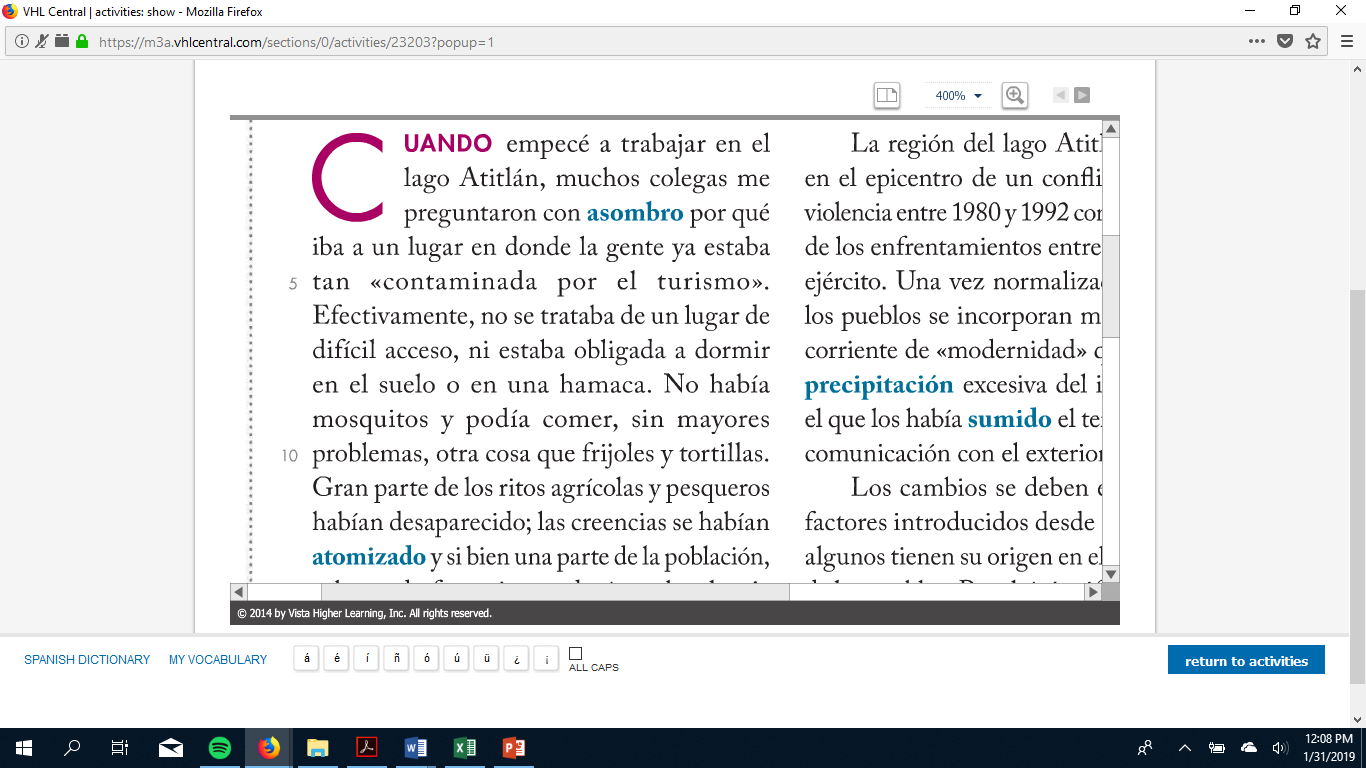 VHL Central | activities: show - Mozilla Firefox
https://m3a.vhlcentral.com/sections/0/activities/23203?popup=1
400%
CUANDO empecé a trabajar en el
lago Atitlán, muchos colegas me
preguntaron con asombro por qué
iba a un lugar en donde la gente ya estaba
5 tan «contaminada por el turismo».
Efectivamente, no se trataba de un lugar de
difícil acceso, ni estaba obligada a dormir
en el suelo o en una hamaca. No había
mosquitos y podía comer, sin mayores
10 problemas, otra cosa que frijoles y tortillas.
Gran parte de los ritos agrícolas y pesqueros
habían desaparecido; las creencias se habían
atomizado y si bien una parte de la población,
La región del lago
en el epicentro de un
violencia entre 1980 y 1992
de los enfrentamientos entre
ejército. Una vez
los pueblos se incorporan
corriente de «modernidad»
precipitación excesiva del
el que los había sumido el
comunicación con el
Los cambios se deben
factores introducidos desde
algunos tienen su origen en
© 2014 by Vista Higher Learning, Inc. All rights reserved.
SPANISH DICTIONARY MY VOCABULARY á é í ñ ó ú ü ¿ ¡ ALL CAPS
return to activities
12:08 PM
1/31/2019